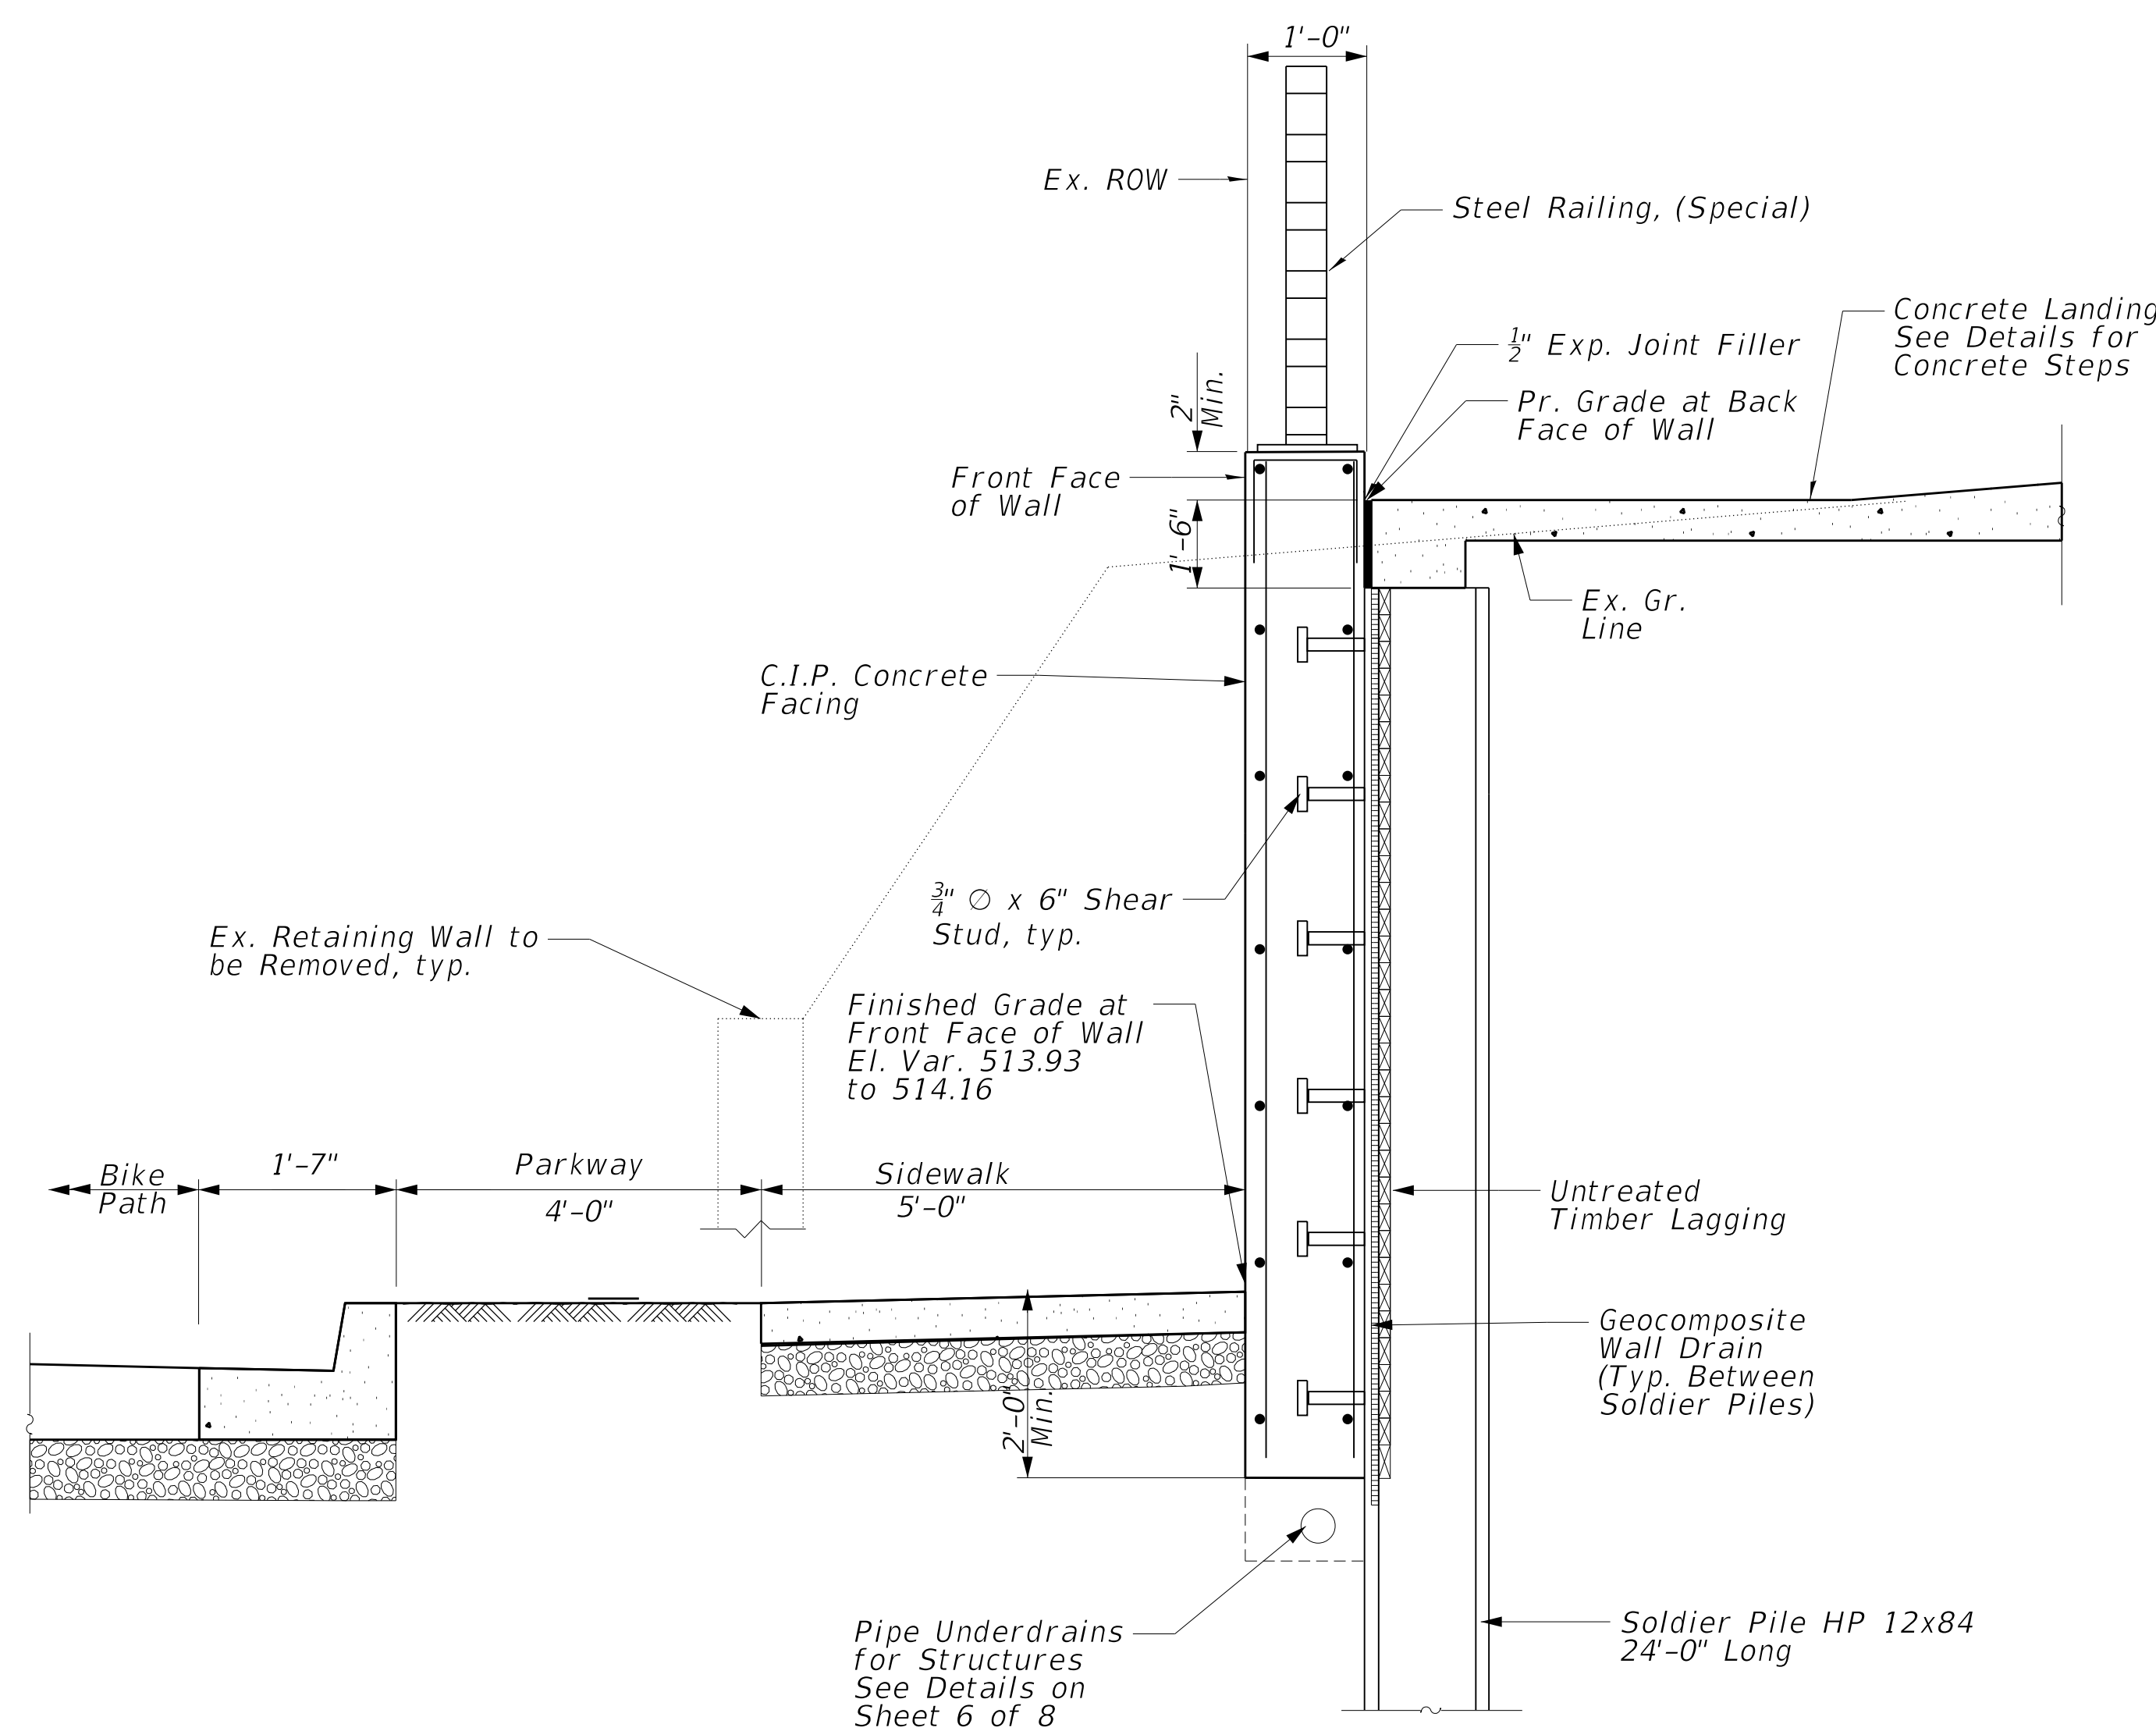 1'-0"
Ex. ROW
Steel Railing, (Special)
Concrete Landing
See Details for
Concrete Steps
1/2" Exp. Joint Filler
Pr. Grade at Back
Face of Wall
2"
Min.
Front Face
of Wall
1'-6"
Ex. Gr.
Line
C.I.P. Concrete
Facing
3/4" ∅ x 6" Shear
Stud, typ.
Ex. Retaining Wall to
be Removed, typ.
Finished Grade at
Front Face of Wall
El. Var. 513.93
to 514.16
Bike
Path
1'-7"
Parkway
4'-0"
Sidewalk
5'-0"
Untreated
Timber Lagging
Geocomposite
Wall Drain
(Typ. Between
Soldier Piles)
2'-0"
Min.
Pipe Underdrains
for Structures
See Details on
Sheet 6 of 8
Soldier Pile HP 12x84
24'-0" Long